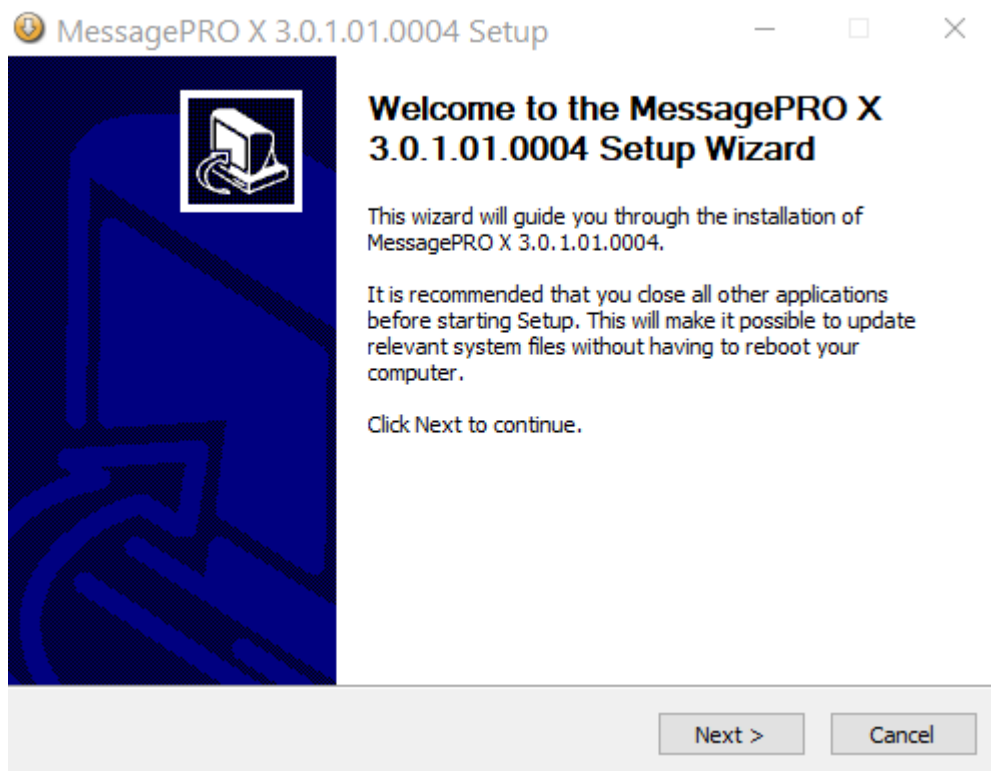 MessagePRO X 3.0.1.01.0004 Setup
Welcome to the MessagePRO X
3.0.1.01.0004 Setup Wizard
This wizard will guide you through the installation of
MessagePRO X 3.0.1.01.0004.
It is recommended that you close all other applications
before starting Setup. This will make it possible to update
relevant system files without having to reboot your
computer.
Click Next to continue.
Next >
Cancel